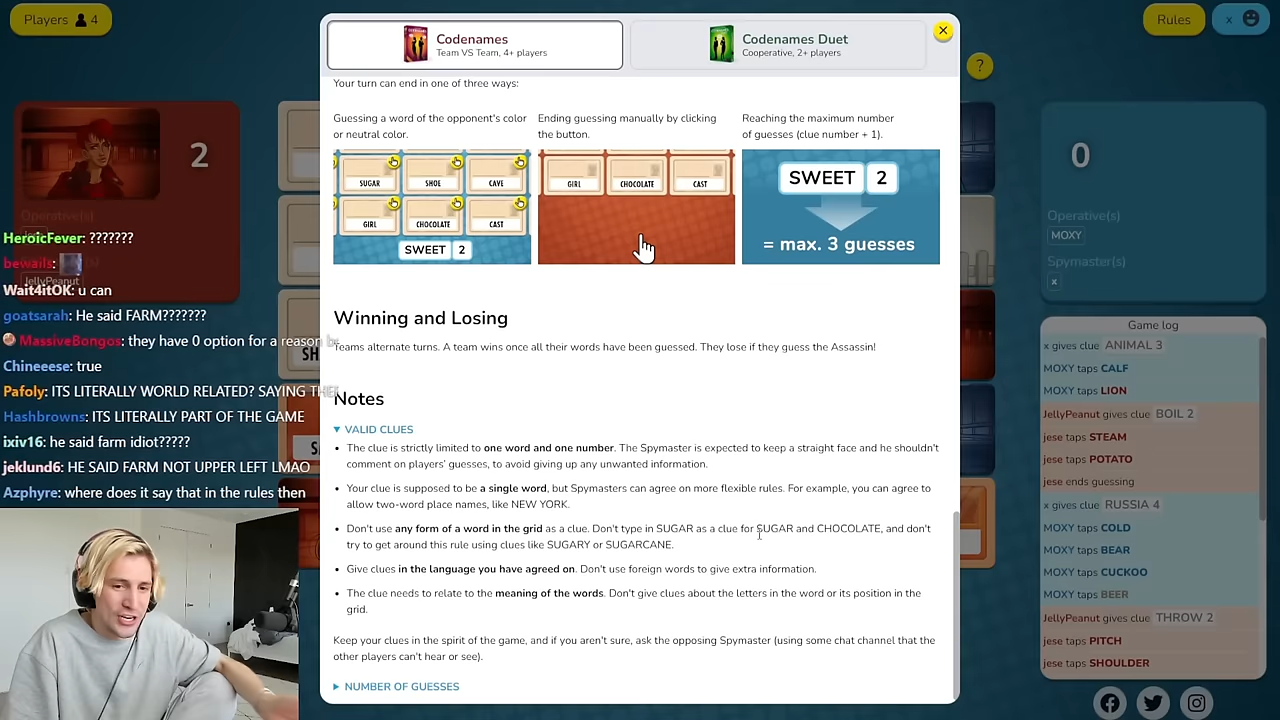 Players 4
Codenames
Team VS Team, 4+ players
Codenames Duet
Cooperative, 2+ players
Rules
x
?
Your turn can end in one of three ways:
Guessing a word of the opponent's color
or neutral color.
Ending guessing manually by clicking
the button.
Reaching the maximum number
of guesses (clue number + 1).
SUGAR SHOE CAVE
GIRL CHOCOLATE CAST
SWEET 2
GIRL CHOCOLATE CAST
SWEET 2
= max. 3 guesses
2
Operative(s)
JellyPeanut
HeroicFever: ???????
bewails:
Wait4itOK: u can
goatsarah: He said FARM???????
MassiveBongos: they have 0 option for a reason
Chineeese: true
Pafoly: ITS LITERALLY WORLD RELATED? SAYING
Hashbrowns: ITS LITERALLY PART OF THE GAME
ixiv16: he said farm idiot?????
jeklund6: HE SAID FARM NOT UPPER LEFT LMAO
Azphyre: where does it say that in the rules then
Winning and Losing
Teams alternate turns. A team wins once all their words have been guessed. They lose if they guess the Assassin!
Notes
VALID CLUES
• The clue is strictly limited to one word and one number. The Spymaster is expected to keep a straight face and he shouldn't
comment on players' guesses, to avoid giving up any unwanted information.
• Your clue is supposed to be a single word, but Spymasters can agree on more flexible rules. For example, you can agree to
allow two-word place names, like NEW YORK.
• Don't use any form of a word in the grid as a clue. Don't type in SUGAR as a clue for SUGAR and CHOCOLATE, and don't
try to get around this rule using clues like SUGARY or SUGARCANE.
• Give clues in the language you have agreed on. Don't use foreign words to give extra information.
• The clue needs to relate to the meaning of the words. Don't give clues about the letters in the word or its position in the
grid.
Keep your clues in the spirit of the game, and if you aren't sure, ask the opposing Spymaster (using some chat channel that the
other players can't hear or see).
NUMBER OF GUESSES
0
Operative(s)
MOXY
Spymaster(s)
x
Game log
x gives clue ANIMAL 3
MOXY taps CALF
MOXY taps LION
JellyPeanut gives clue BOIL 2
jese taps STEAM
jese taps POTATO
jese ends guessing
x gives clue RUSSIA 4
MOXY taps COLD
MOXY taps BEAR
MOXY taps CUCKOO
MOXY taps BEER
JellyPeanut gives clue THROW 2
jese taps PITCH
jese taps SHOULDER